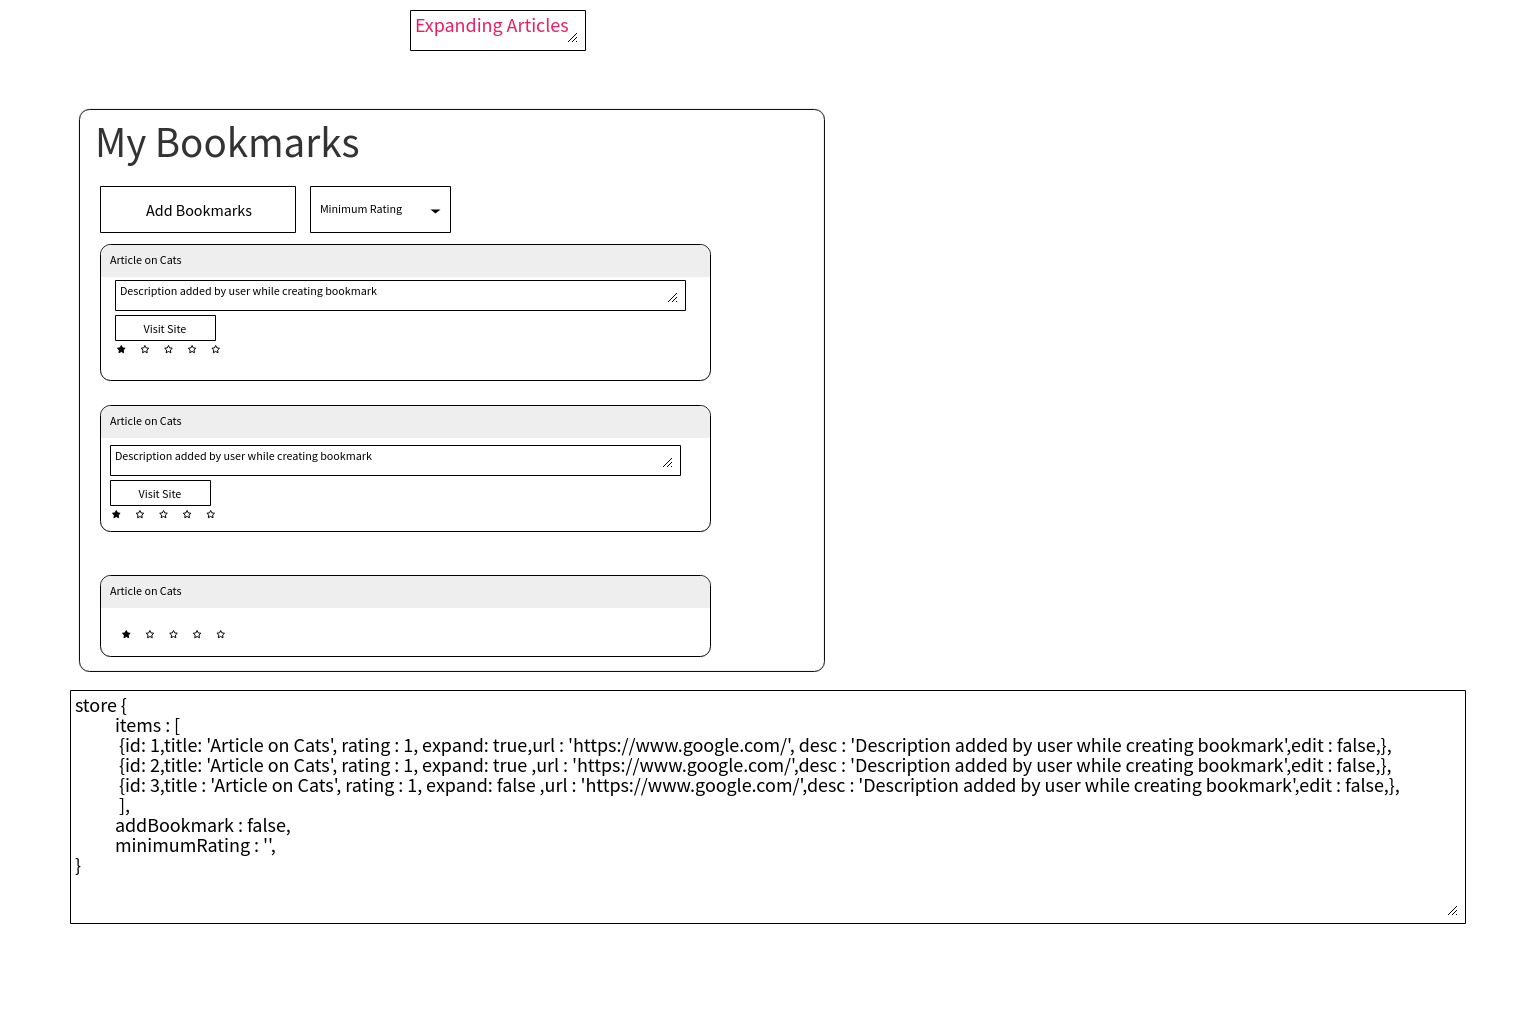 Expanding Articles
My Bookmarks
Add Bookmarks
Minimum Rating
Article on Cats
Description added by user while creating bookmark
Visit Site
Article on Cats
Description added by user while creating bookmark
Visit Site
Article on Cats
store {
items : [
{id: 1,title: 'Article on Cats', rating : 1, expand: true,url : 'https://www.google.com/', desc : 'Description added by user while creating bookmark',edit : false,},
{id: 2,title: 'Article on Cats', rating : 1, expand: true ,url : 'https://www.google.com/',desc : 'Description added by user while creating bookmark',edit : false,},
{id: 3,title : 'Article on Cats', rating : 1, expand: false ,url : 'https://www.google.com/',desc : 'Description added by user while creating bookmark',edit : false,},
],
addBookmark : false,
minimumRating : '',
}